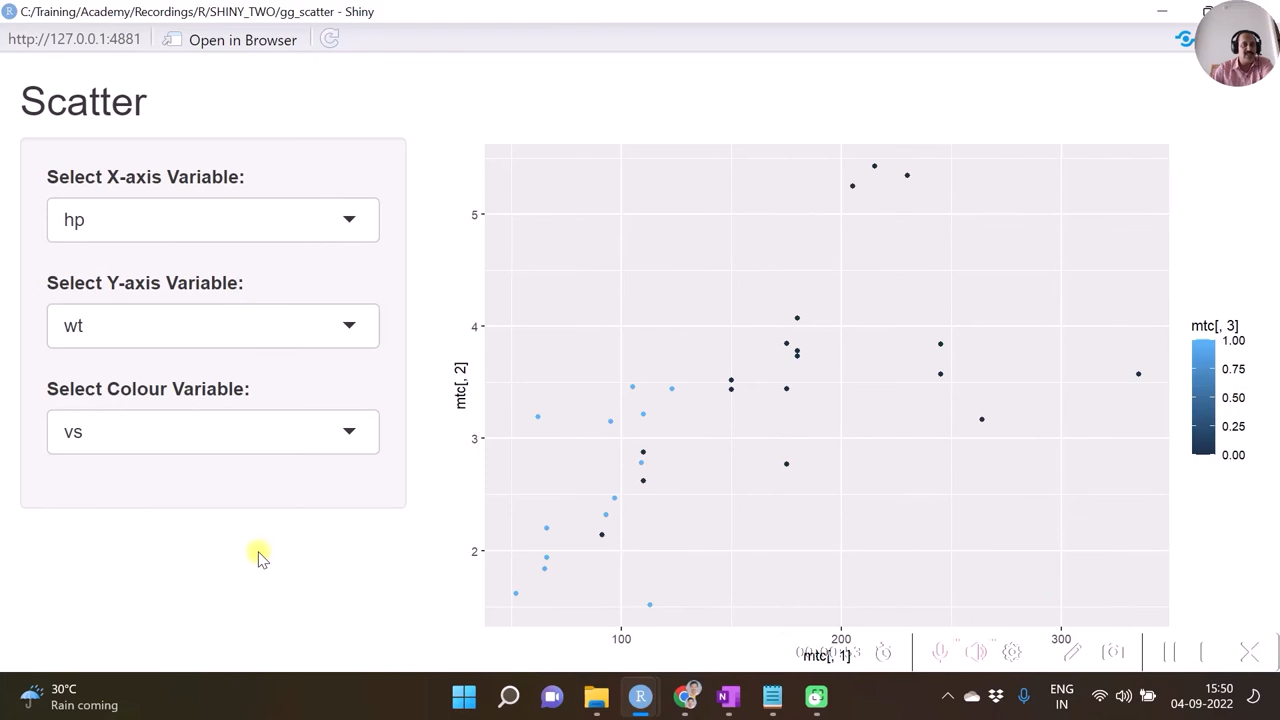 C:/Training/Academy/Recordings/R/SHINY_TWO/gg_scatter - Shiny
http://127.0.0.1:4881
Open in Browser
Scatter
Select X-axis Variable:
hp
Select Y-axis Variable:
wt
Select Colour Variable:
vs
mtc[, 2]
5
4
3
2
100
200
300
mtc[, 1]
mtc[, 3]
1.00
0.75
0.50
0.25
0.00
30°C
Rain coming
ENG
IN
15:50
04-09-2022